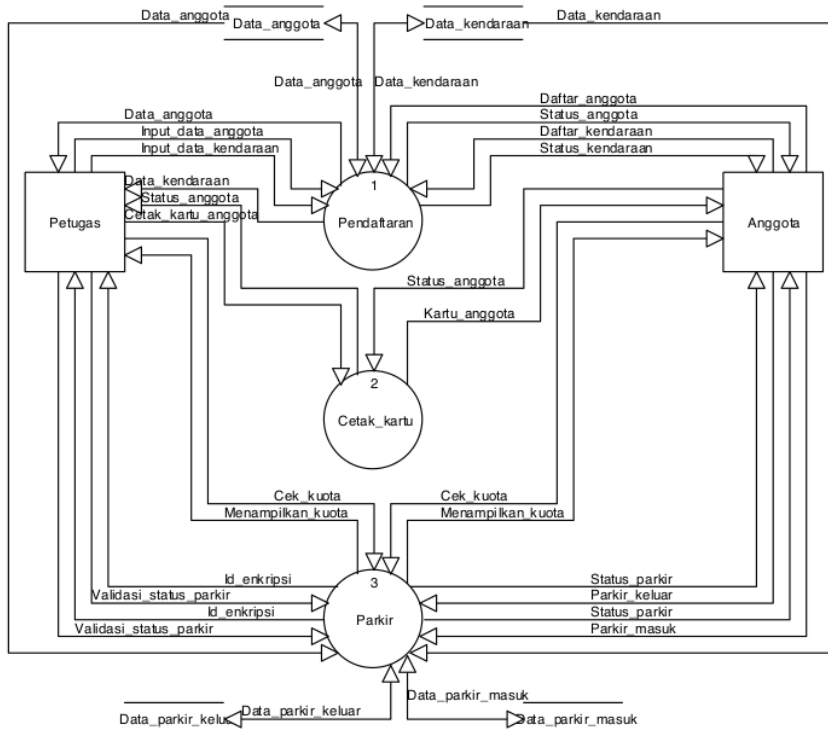 Data_anggota
Data_anggota
Data_kendaraan
Data_kendaraan
Data_anggota
Data_kendaraan
Data_anggota
Input_data_anggota
Input_data_kendaraan
Daftar_anggota
Status_anggota
Daftar_kendaraan
Status_kendaraan
Data_kendaraan
Status_anggota
Cetak_kartu_anggota
Petugas
1
Pendaftaran
Anggota
Status_anggota
Kartu_anggota
2
Cetak_kartu
Cek_kuota
Menampilkan_kuota
Cek_kuota
Menampilkan_kuota
3
Parkir
Id_enkripsi
Validasi_status_parkir
Id_enkripsi
Validasi_status_parkir
Status_parkir
Parkir_keluar
Status_parkir
Parkir_masuk
Data_parkir_keluar
Data_parkir_keluar
Data_parkir_masuk
Data_parkir_masuk